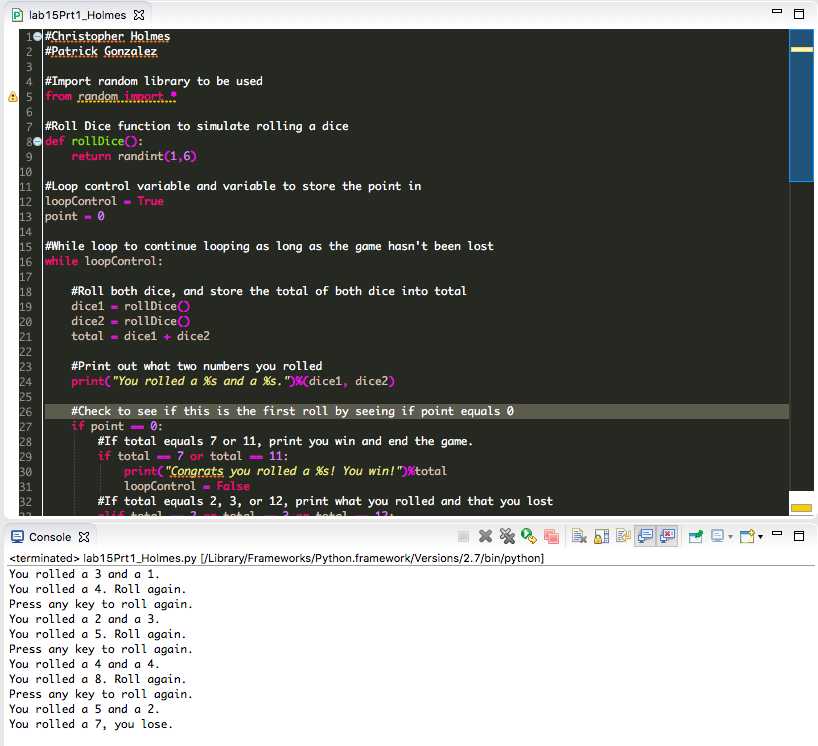 lab15Prt1_Holmes
1 #Christopher Holmes
2 #Patrick Gonzalez
3
4 #Import random library to be used
5 from random import *
6
7 #Roll Dice function to simulate rolling a dice
8 def rollDice():
9     return randint(1,6)
10
11 #Loop control variable and variable to store the point in
12 loopControl = True
13 point = 0
14
15 #While loop to continue looping as long as the game hasn't been lost
16 while loopControl:
17
18     #Roll both dice, and store the total of both dice into total
19     dice1 = rollDice()
20     dice2 = rollDice()
21     total = dice1 + dice2
22
23     #Print out what two numbers you rolled
24     print("You rolled a %s and a %s.")%(dice1, dice2)
25
26     #Check to see if this is the first roll by seeing if point equals 0
27     if point == 0:
28         #If total equals 7 or 11, print you win and end the game.
29         if total == 7 or total == 11:
30             print("Congrats you rolled a %s! You win!")%total
31             loopControl = False
32         #If total equals 2, 3, or 12, print what you rolled and that you lost
33         elif total == 2 or total == 3 or total == 12:
Console
<terminated> lab15Prt1_Holmes.py [/Library/Frameworks/Python.framework/Versions/2.7/bin/python]
You rolled a 3 and a 1.
You rolled a 4. Roll again.
Press any key to roll again.
You rolled a 2 and a 3.
You rolled a 5. Roll again.
Press any key to roll again.
You rolled a 4 and a 4.
You rolled a 8. Roll again.
Press any key to roll again.
You rolled a 5 and a 2.
You rolled a 7, you lose.